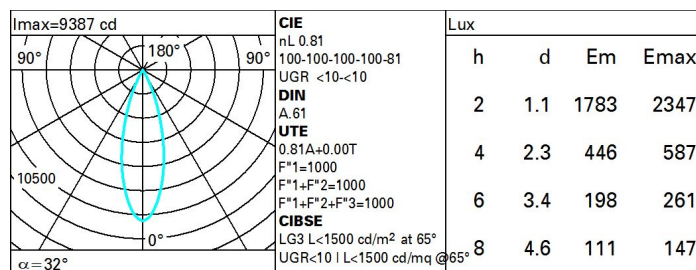 Imax=9387 cd
90° 180° 90°
10500
0°
α=32°
CIE
nL 0.81
100-100-100-100-81
UGR <10-<10
DIN
A.61
UTE
0.81A+0.00T
F"1=1000
F"1+F"2=1000
F"1+F"2+F"3=1000
CIBSE
LG3 L<1500 cd/m² at 65°
UGR<10 | L<1500 cd/mq @65°
Lux
h d Em Emax
2 1.1 1783 2347
4 2.3 446 587
6 3.4 198 261
8 4.6 111 147